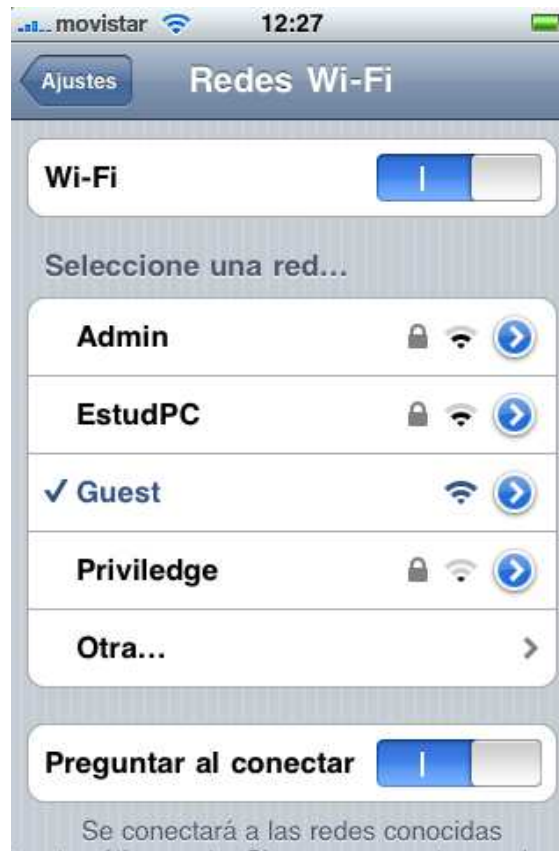 movistar 12:27
Ajustes Redes Wi-Fi
Wi-Fi
Seleccione una red...
Admin
EstudPC
Guest
Priviledge
Otra...
Preguntar al conectar
Se conectará a las redes conocidas